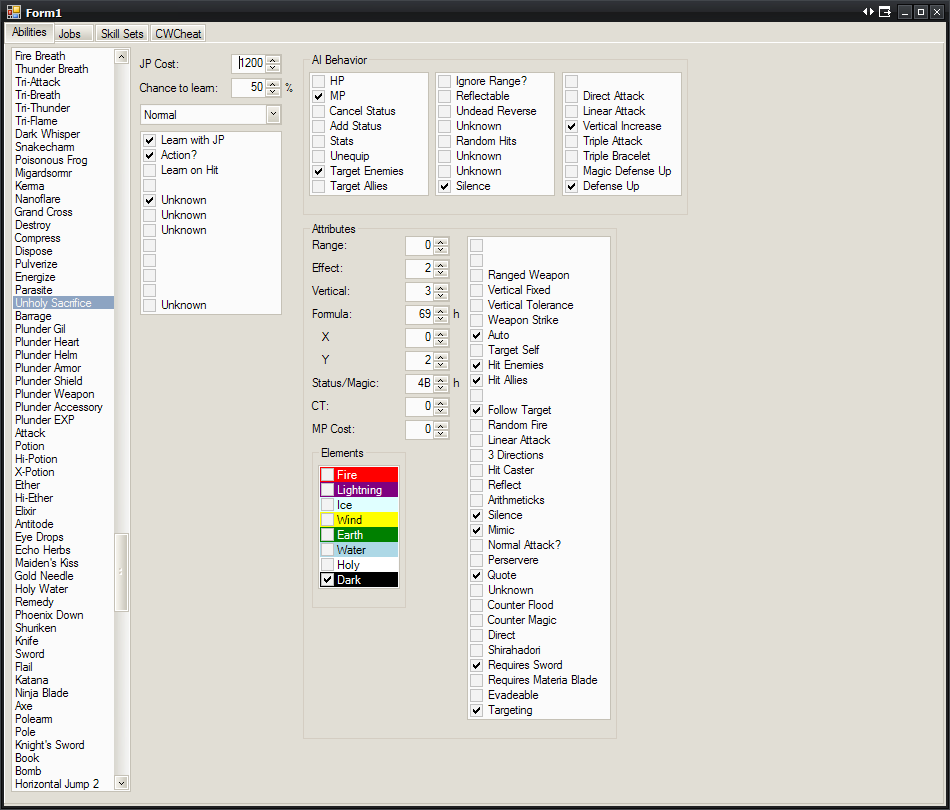 Form1
Abilities Jobs Skill Sets CWCheat
Fire Breath
Thunder Breath
Tri-Attack
Tri-Breath
Tri-Thunder
Tri-Flame
Dark Whisper
Snakecharm
Poisonous Frog
Migardsormr
Kerma
Nanoflare
Grand Cross
Destroy
Compress
Dispose
Pulverize
Energize
Parasite
Unholy Sacrifice
Barrage
Plunder Gil
Plunder Heart
Plunder Helm
Plunder Armor
Plunder Shield
Plunder Weapon
Plunder Accessory
Plunder EXP
Attack
Potion
Hi-Potion
X-Potion
Ether
Hi-Ether
Elixir
Antitode
Eye Drops
Echo Herbs
Maiden's Kiss
Gold Needle
Holy Water
Remedy
Phoenix Down
Shuriken
Knife
Sword
Flail
Katana
Ninja Blade
Axe
Polearm
Pole
Knight's Sword
Book
Bomb
Horizontal Jump 2
JP Cost: 1200
Chance to learn: 50 %
Normal
Learn with JP
Action?
Learn on Hit
Unknown
Unknown
Unknown
Unknown
AI Behavior
HP
MP
Cancel Status
Add Status
Stats
Unequip
Target Enemies
Target Allies
Ignore Range?
Reflectable
Undead Reverse
Unknown
Random Hits
Unknown
Unknown
Silence
Direct Attack
Linear Attack
Vertical Increase
Triple Attack
Triple Bracelet
Magic Defense Up
Defense Up
Attributes
Range: 0
Effect: 2
Vertical: 3
Formula: 69 h
X 0
Y 2
Status/Magic: 4B h
CT: 0
MP Cost: 0
Elements
Fire
Lightning
Ice
Wind
Earth
Water
Holy
Dark
Ranged Weapon
Vertical Fixed
Vertical Tolerance
Weapon Strike
Auto
Target Self
Hit Enemies
Hit Allies
Follow Target
Random Fire
Linear Attack
3 Directions
Hit Caster
Reflect
Arithmeticks
Silence
Mimic
Normal Attack?
Perservere
Quote
Unknown
Counter Flood
Counter Magic
Direct
Shirahadori
Requires Sword
Requires Materia Blade
Evadeable
Targeting